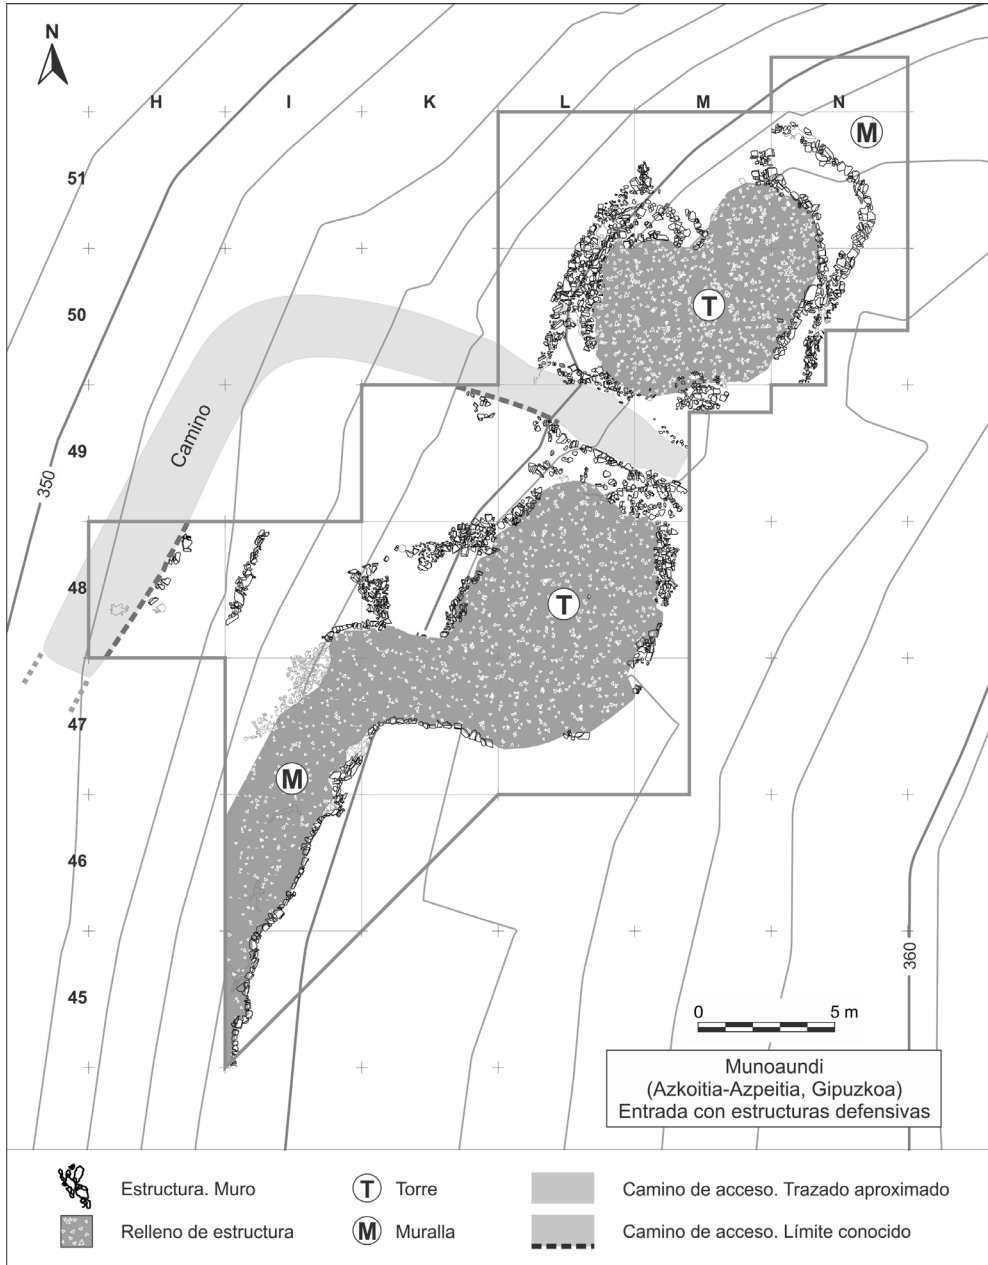 N
H I K L M N
M
51
50
T
Camino
49
350
48
T
47
M
46
360
45
0 5 m
Munoaundi
(Azkoitia-Azpeitia, Gipuzkoa)
Entrada con estructuras defensivas
Estructura. Muro
T Torre
Camino de acceso. Trazado aproximado
Relleno de estructura
M Muralla
Camino de acceso. Límite conocido